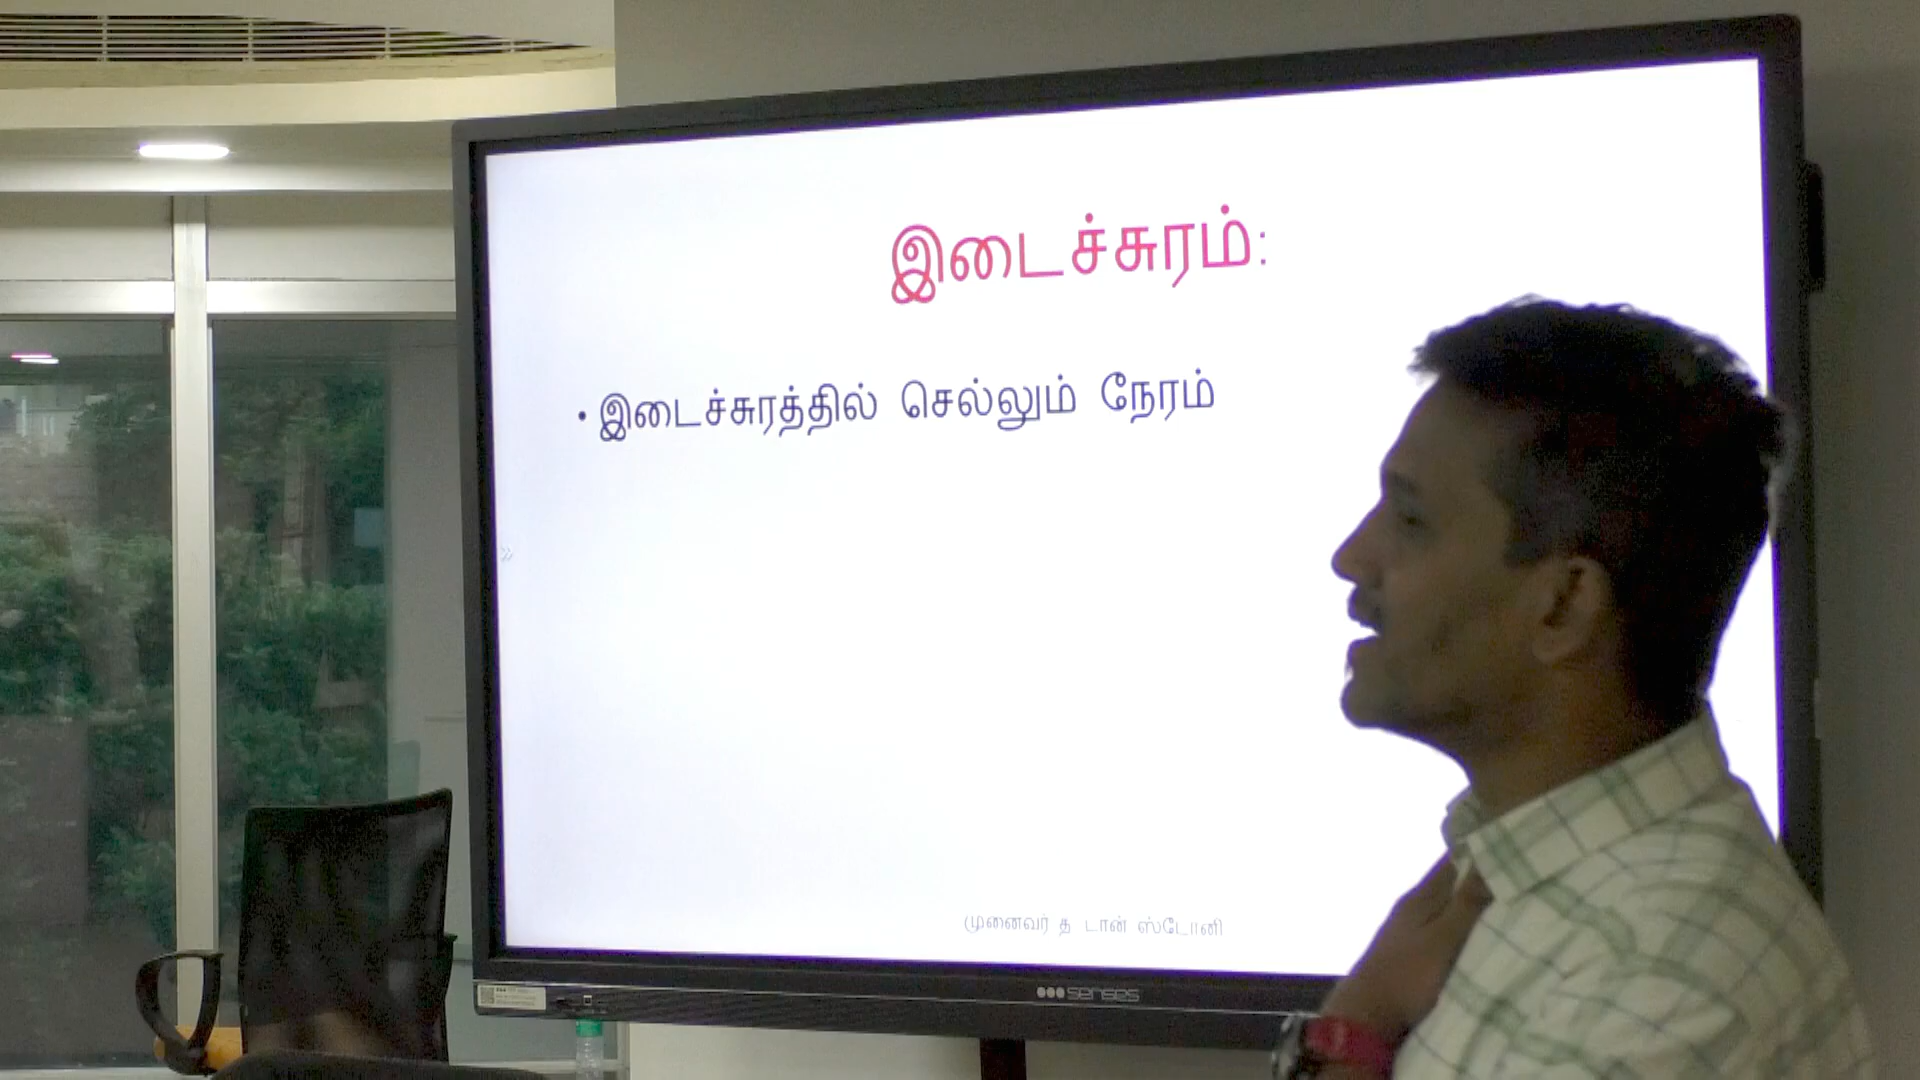 இடைச்சுரம்:
• இடைச்சுரத்தில் செல்லும் நேரம்
முனைவர் த டான் ஸ்டோனி
senses